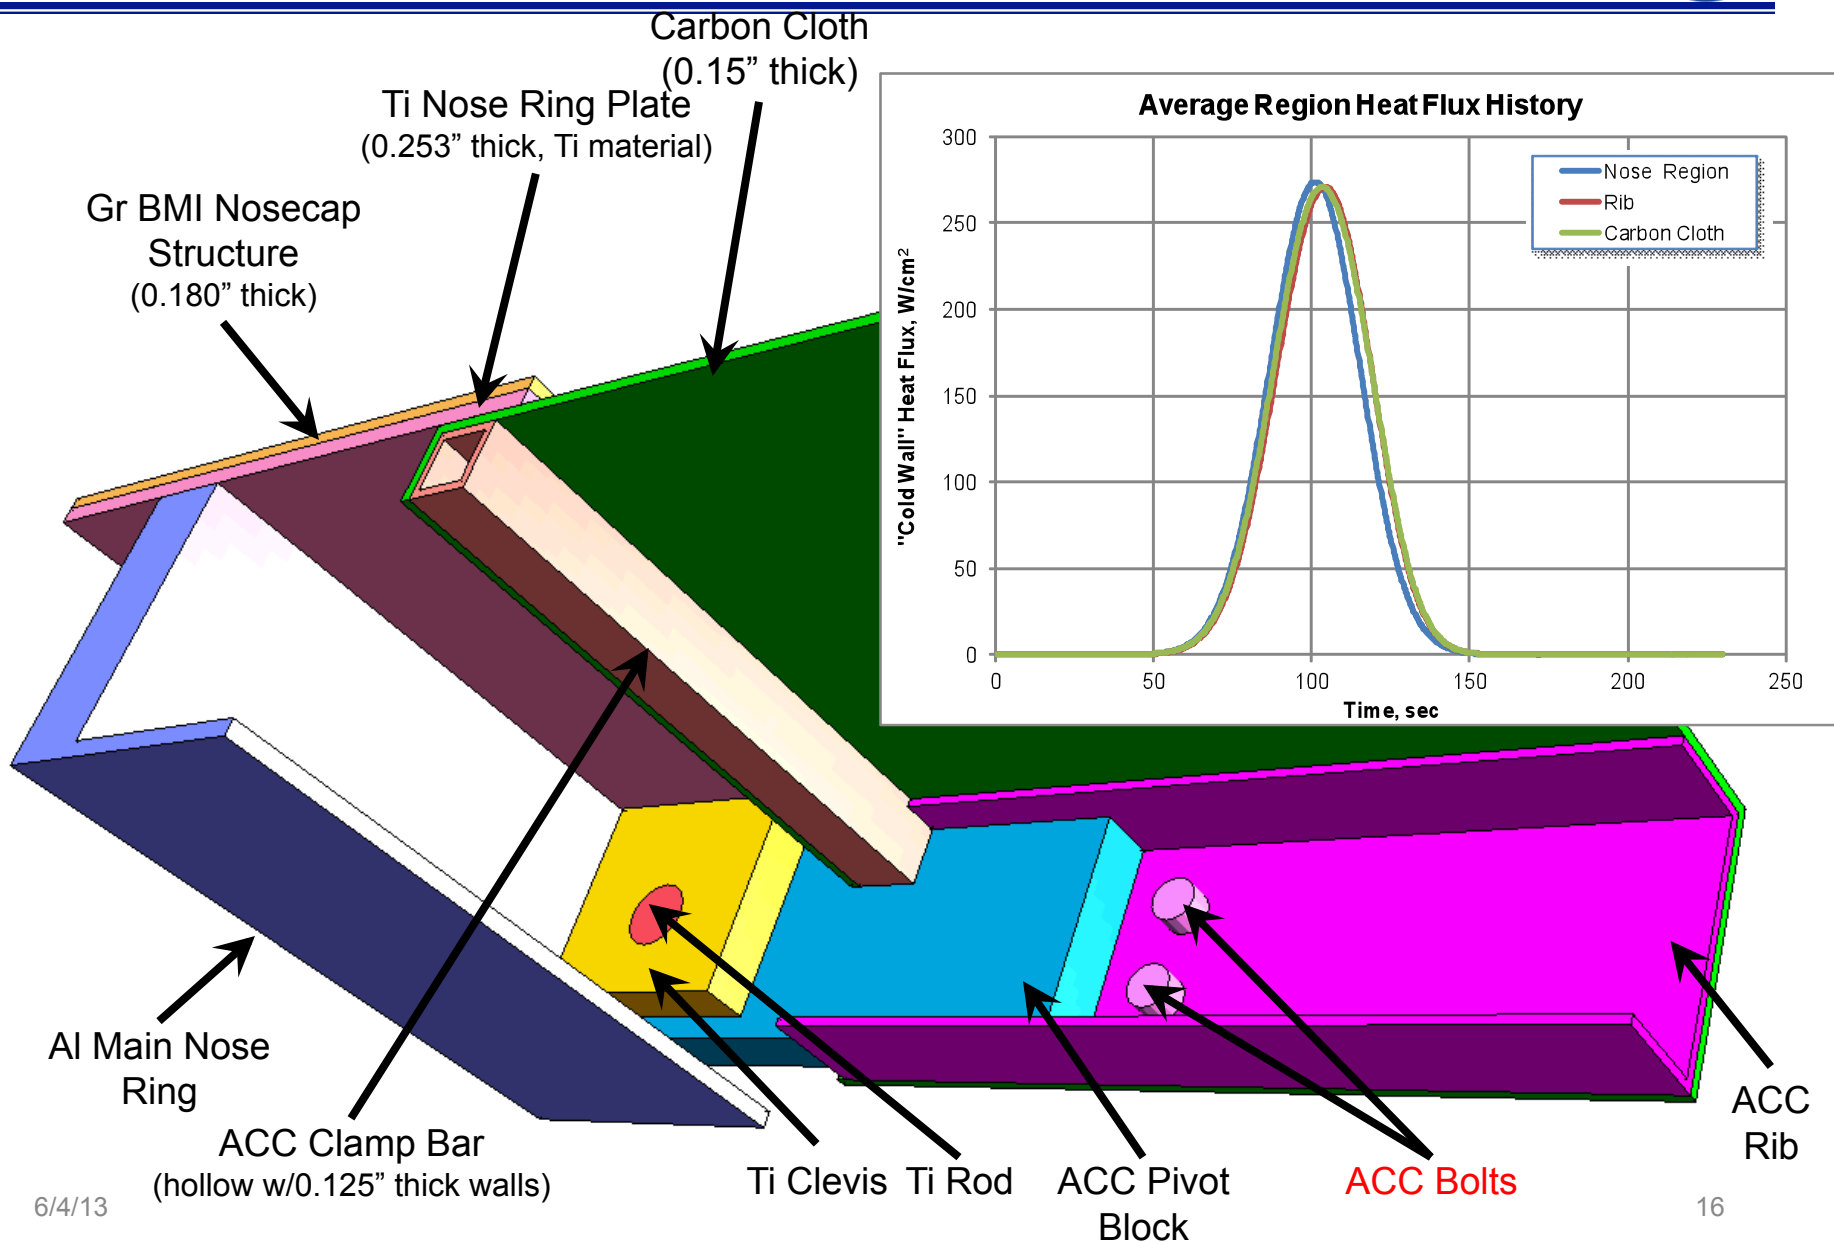 Carbon Cloth
(0.15” thick)
Ti Nose Ring Plate
(0.253” thick, Ti material)
Gr BMI Nosecap
Structure
(0.180” thick)
Average Region Heat Flux History
"Cold Wall" Heat Flux, W/cm²
300
250
200
150
100
50
0
0
50
100
150
200
250
Time, sec
Nose Region
Rib
Carbon Cloth
Al Main Nose
Ring
ACC Clamp Bar
(hollow w/0.125” thick walls)
Ti Clevis
Ti Rod
ACC Pivot
Block
ACC Bolts
ACC
Rib
6/4/13
16